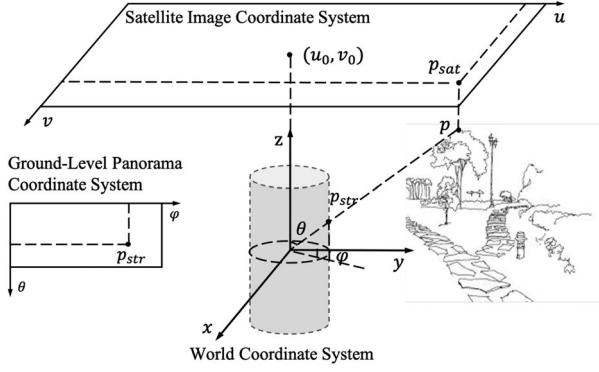 Satellite Image Coordinate System
u
(u₀, v₀)
pₛₐₜ
v
p
z
Ground-Level Panorama
Coordinate System
φ
pₛₜᵣ
θ
pₛₜᵣ
θ
φ
y
x
World Coordinate System